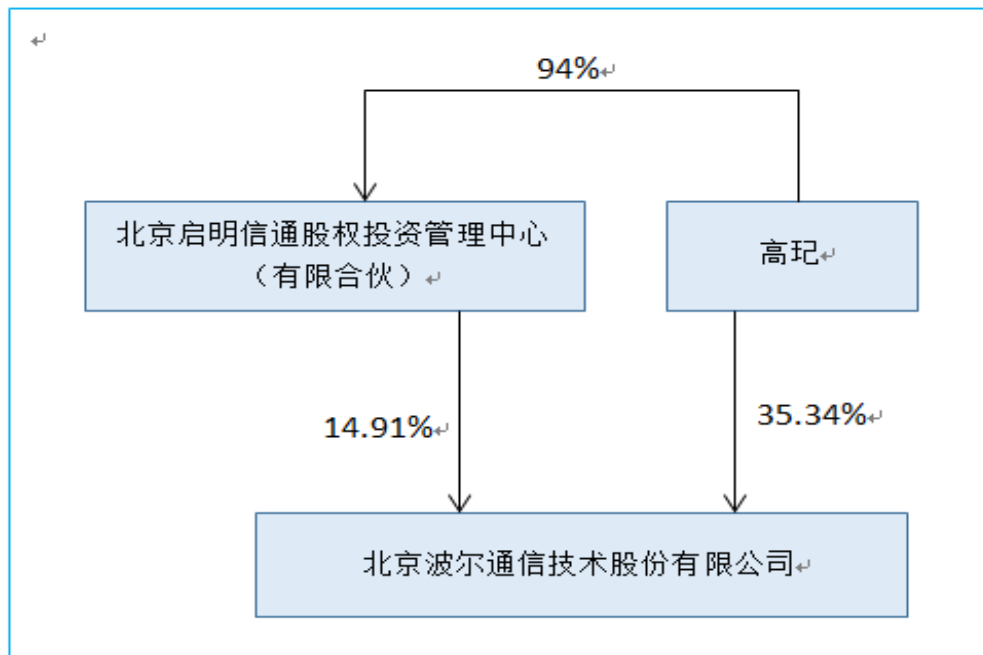 94%
北京启明信通股权投资管理中心
（有限合伙）
高玘
14.91%
35.34%
北京波尔通信技术股份有限公司